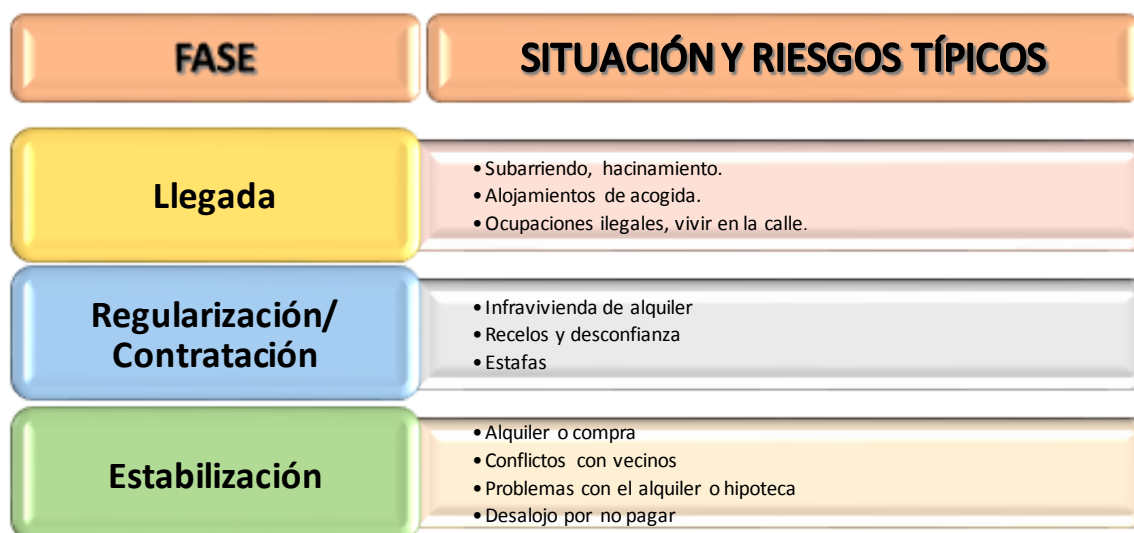 FASE
SITUACIÓN Y RIESGOS TÍPICOS
Llegada
• Subarriendo, hacinamiento.
• Alojamientos de acogida.
• Ocupaciones ilegales, vivir en la calle.
Regularización/
Contratación
• Infravivienda de alquiler
• Recelos y desconfianza
• Estafas
Estabilización
• Alquiler o compra
• Conflictos con vecinos
• Problemas con el alquiler o hipoteca
• Desalojo por no pagar